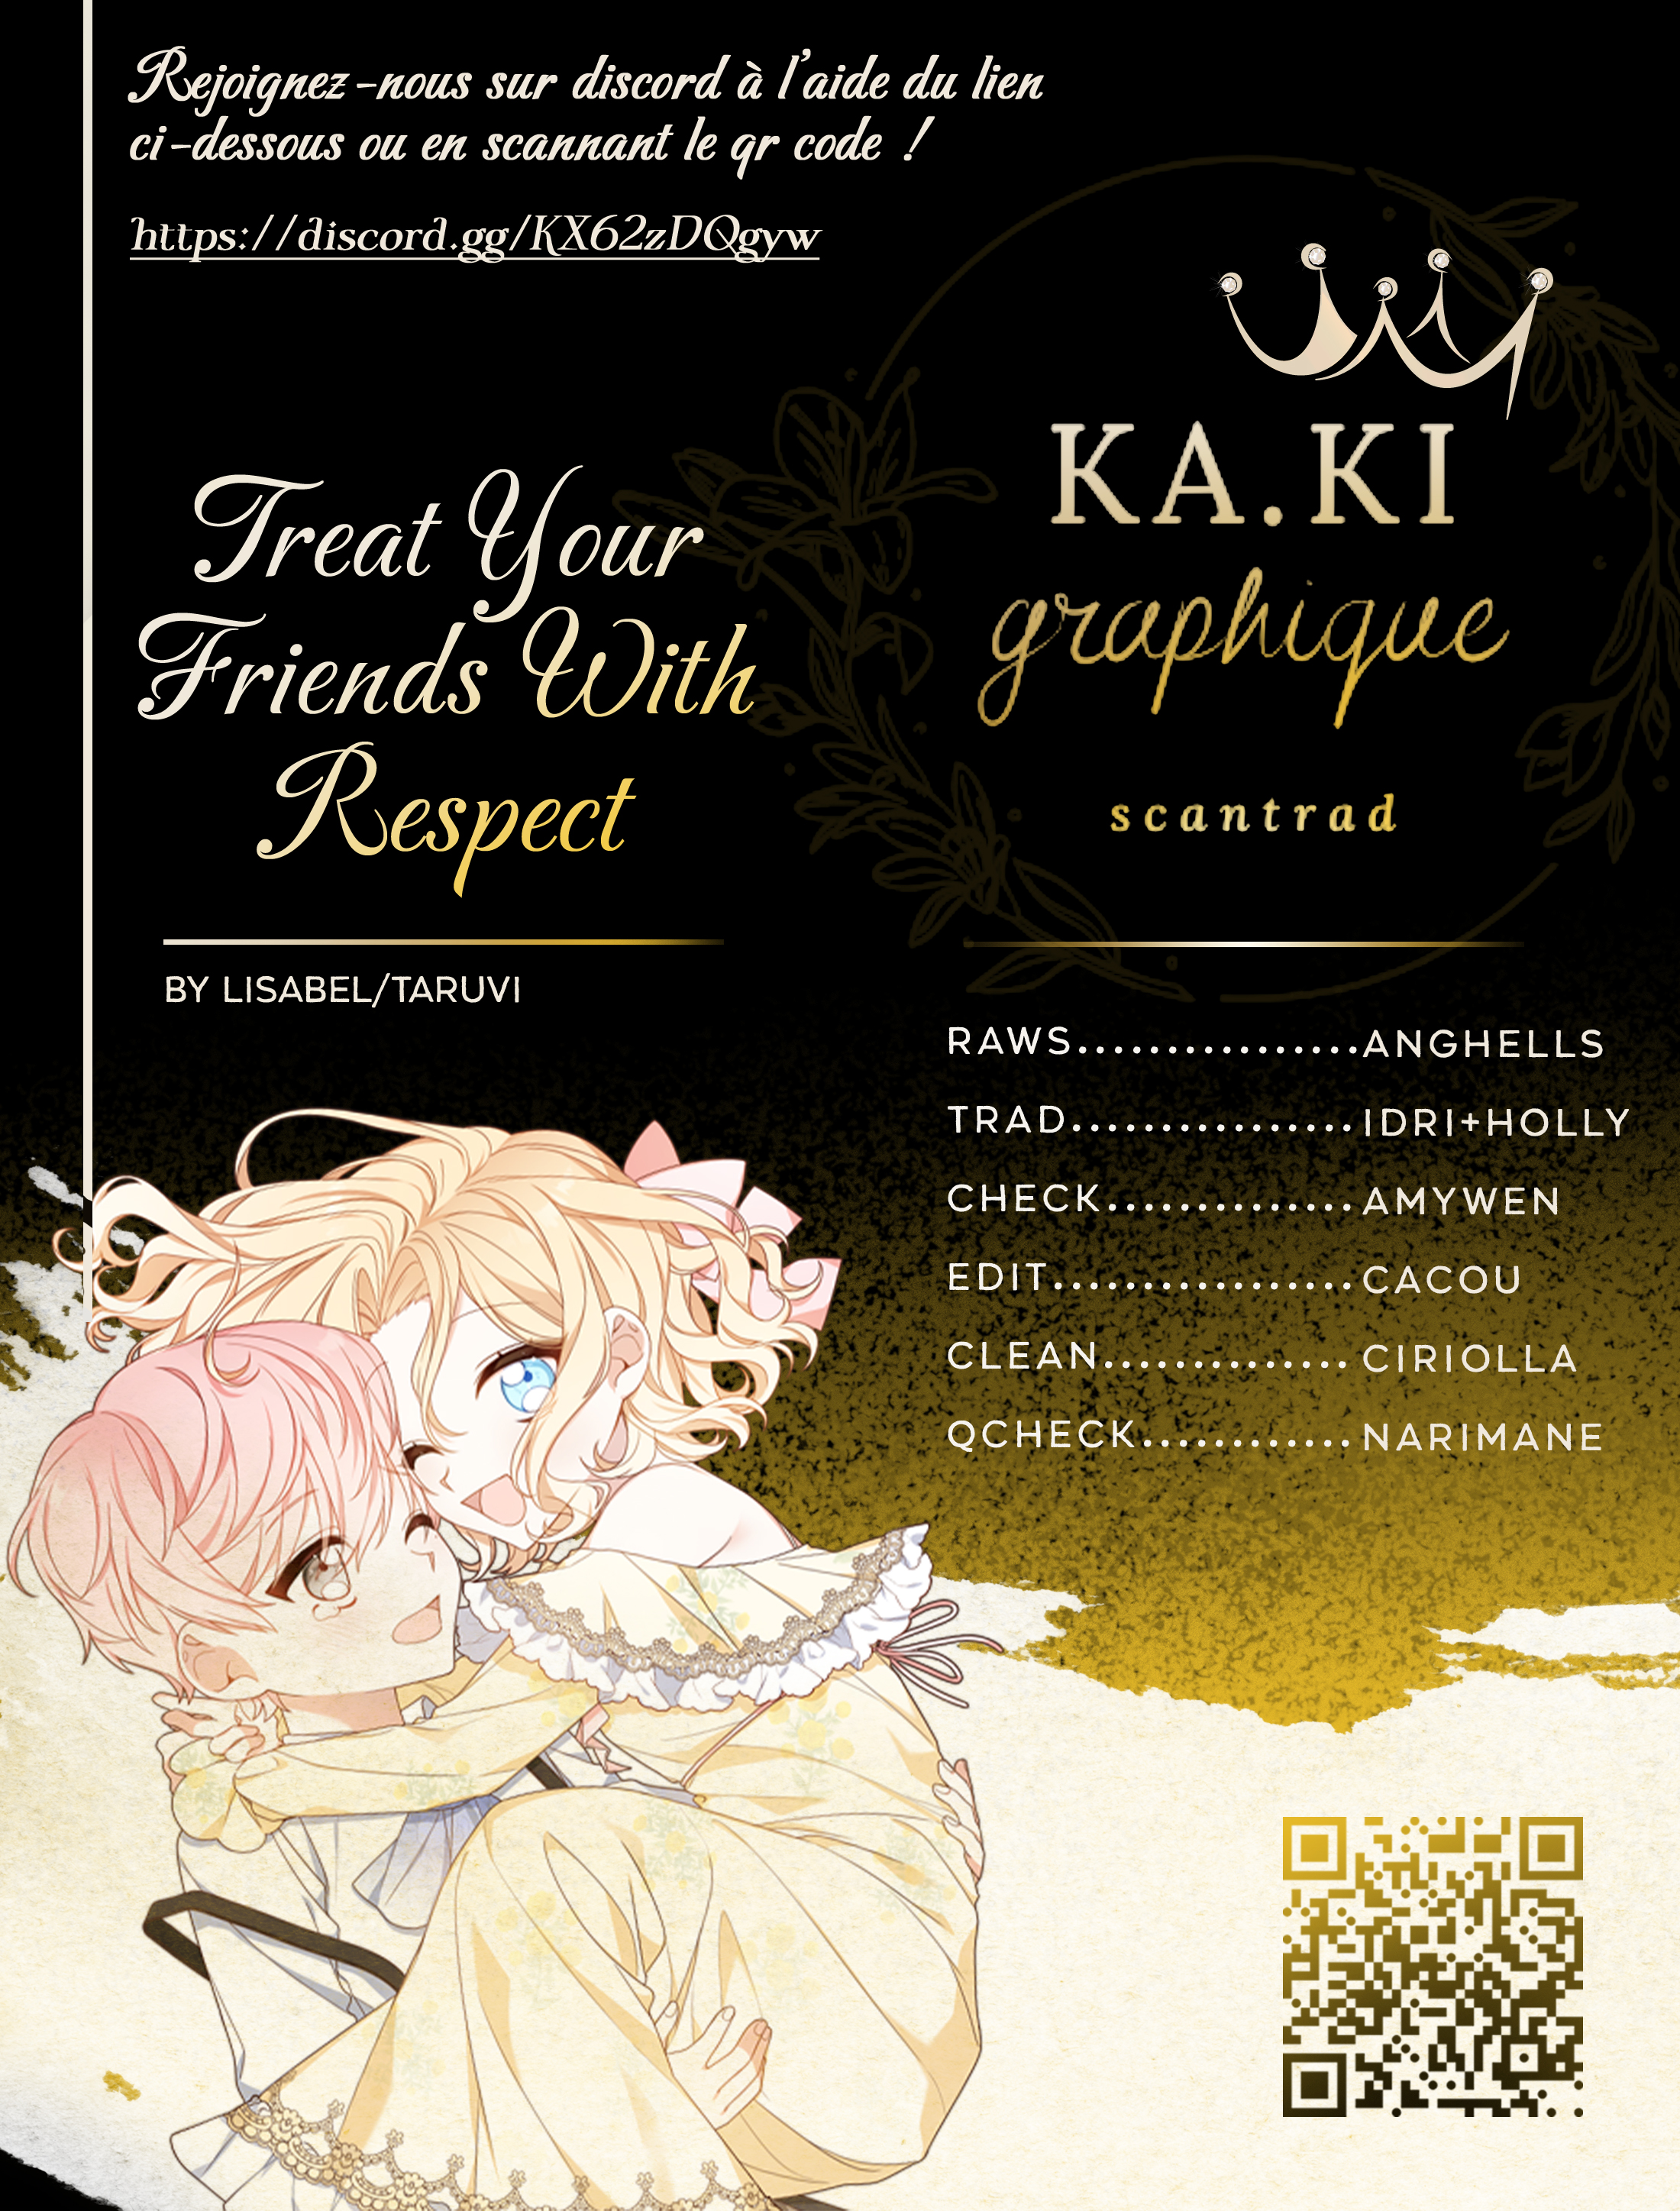 Rejoignez-nous sur discord à l'aide du lien
ci-dessous ou en scannant le qr code !
https://discord.gg/KX62zDQgyw
Treat Your
Friends With
Respect
BY LISABEL/TARUVI
KA.KI
graphique
scantrad
RAWS................ANGHELLS
TRAD................IDRI+HOLLY
CHECK..............AMYWEN
EDIT.................CACOU
CLEAN..............CIRIOLLA
QCHECK............NARIMANE